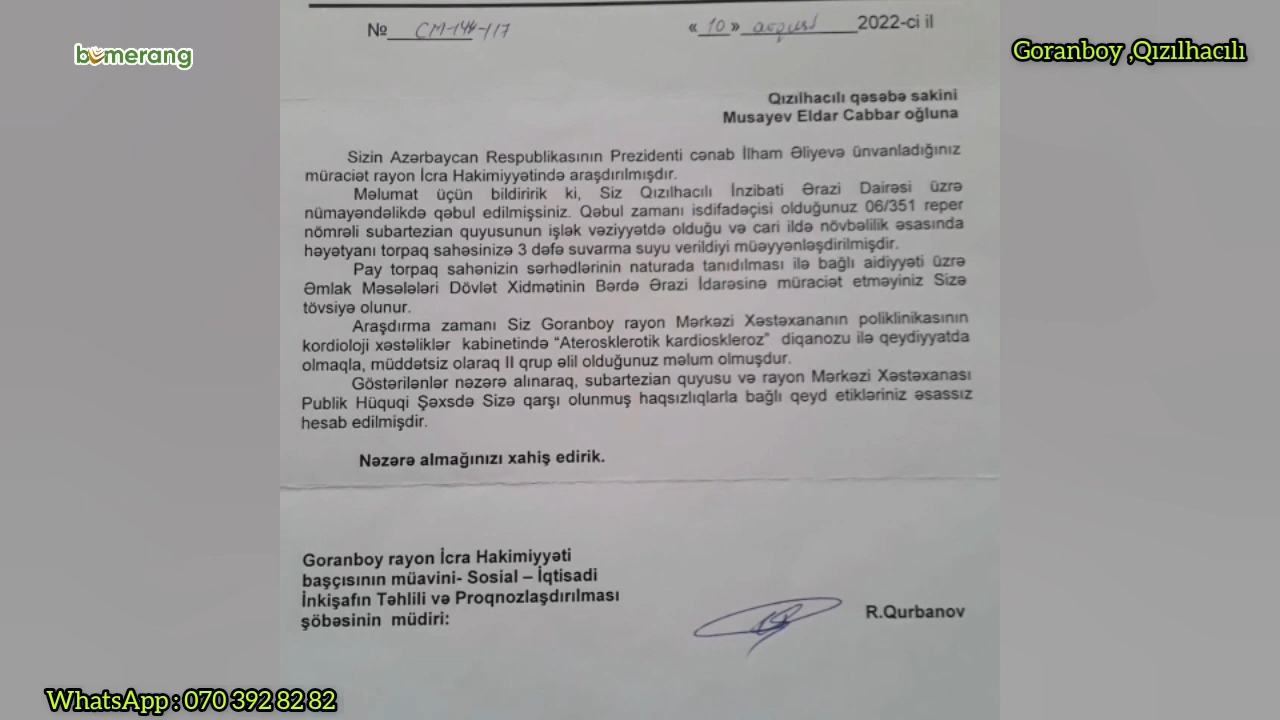 bomerang
Goranboy ,Qızılhacılı
№ CM-144-117 « 10 » avqust 2022-ci il
Qızılhacılı qəsəbə sakini
Musayev Eldar Cabbar oğluna
Sizin Azərbaycan Respublikasının Prezidenti cənab İlham Əliyevə ünvanladığınız
müraciət rayon İcra Hakimiyyətində araşdırılmışdır.
Məlumat üçün bildiririk ki, Siz Qızılhacılı İnzibati Ərazi Dairəsi üzrə
nümayəndəlikdə qəbul edilmişsiniz. Qəbul zamanı isdifadəçisi olduğunuz 06/351 reper
nömrəli subartezian quyusunun işlək vəziyyətdə olduğu və cari ildə növbəlilik əsasında
həyətyanı torpaq sahəsinizə 3 dəfə suvarma suyu verildiyi müəyyənləşdirilmişdir.
Pay torpaq sahənizin sərhədlərinin naturada tanıdılması ilə bağlı aidiyyəti üzrə
Əmlak Məsələləri Dövlət Xidmətinin Bərdə Ərazi İdarəsinə müraciət etməyiniz Sizə
tövsiyə olunur.
Araşdırma zamanı Siz Goranboy rayon Mərkəzi Xəstəxananın poliklinikasının
kordioloji xəstəliklər kabinetində “Aterosklerotik kardioskleroz” diqanozu ilə qeydiyyatda
olmaqla, müddətsiz olaraq II qrup əlil olduğunuz məlum olmuşdur.
Göstərilənlər nəzərə alınaraq, subartezian quyusu və rayon Mərkəzi Xəstəxanası
Publik Hüquqi Şəxsdə Sizə qarşı olunmuş haqsızlıqlarla bağlı qeyd etikləriniz əsassız
hesab edilmişdir.
Nəzərə almağınızı xahiş edirik.
Goranboy rayon İcra Hakimiyyəti
başçısının müavini- Sosial – İqtisadi
İnkişafın Təhlili və Proqnozlaşdırılması
şöbəsinin müdiri:
R.Qurbanov
WhatsApp : 070 392 82 82